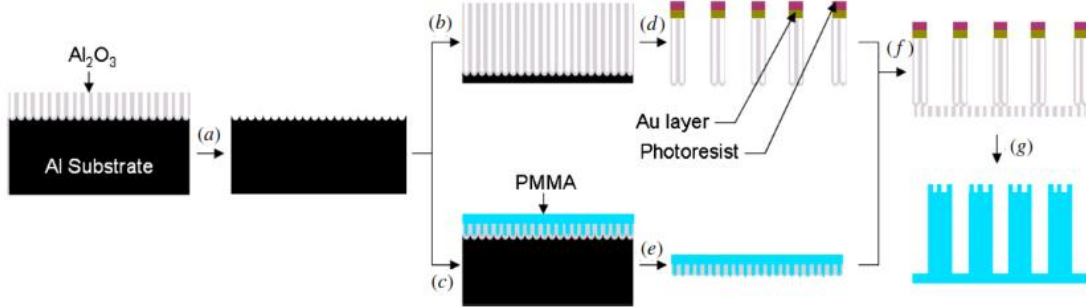 Al₂O₃
Al Substrate
(a)
(b)
(c)
PMMA
(d)
Au layer
Photoresist
(e)
(f)
(g)